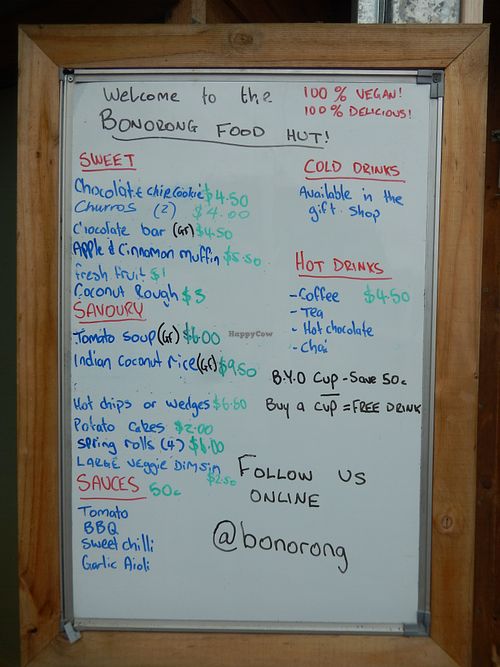 Welcome to the
BONORONG FOOD HUT!
100% VEGAN!
100% DELICIOUS!
SWEET
Chocolate chip cookie $4.50
Churros (2) $4.00
Chocolate bar (GF) $4.50
Apple & Cinnamon muffin $5.50
fresh fruit $1
Coconut Rough $3
SAVOURY
Tomato soup (GF) $6.00
Indian Coconut rice (GF) $9.50
Hot chips or wedges $6.60
Potato cakes $2.00
Spring rolls (4) $6.00
LARGE veggie DIMSIM
$2.50
SAUCES 50c
Tomato
BBQ
Sweet chilli
Garlic Aioli
COLD DRINKS
Available in the
gift shop
HOT DRINKS
- Coffee $4.50
- Tea
- Hot chocolate
- Chai
B.Y.O Cup - Save 50c
Buy a cup = FREE DRINK
FOLLOW US
ONLINE
@bonorong
HappyCow